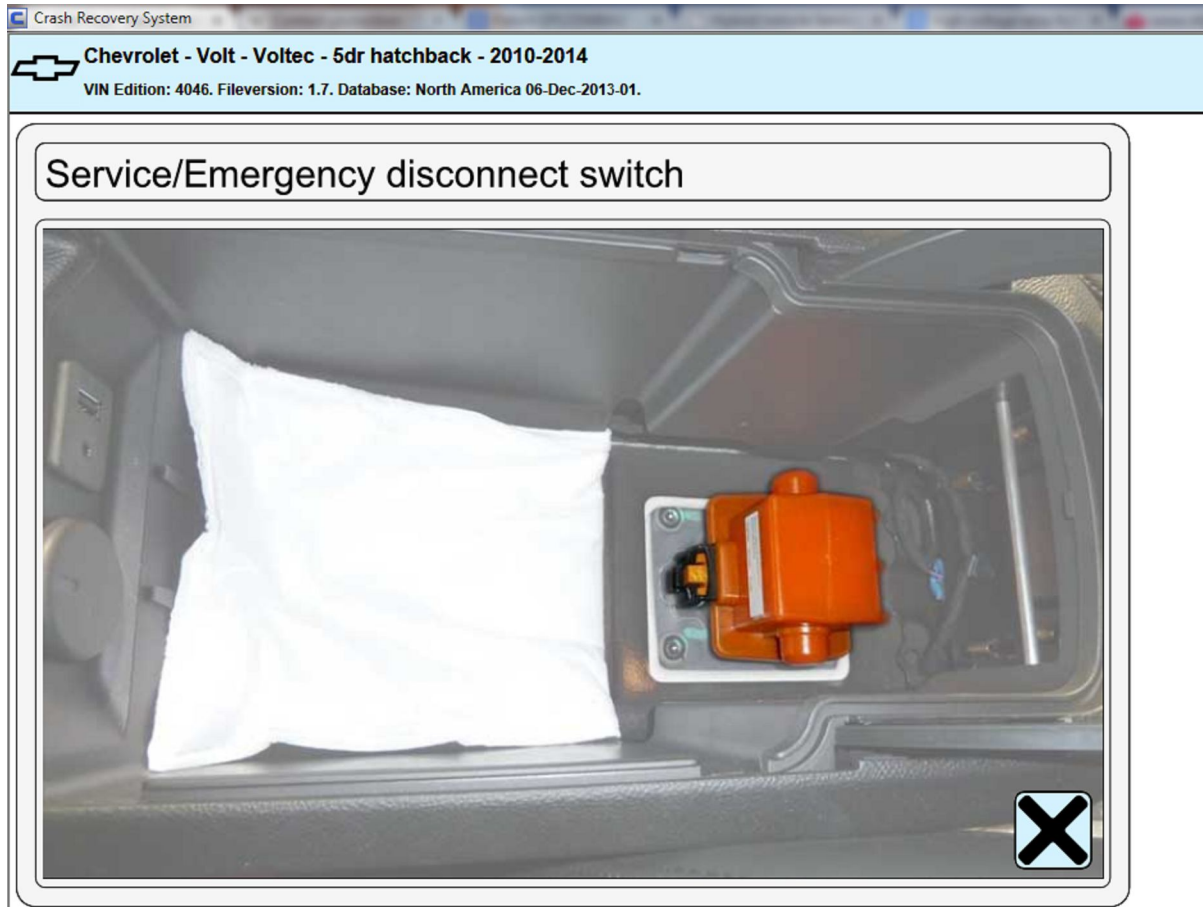 Crash Recovery System
Chevrolet - Volt - Voltec - 5dr hatchback - 2010-2014
VIN Edition: 4046. Fileversion: 1.7. Database: North America 06-Dec-2013-01.
Service/Emergency disconnect switch